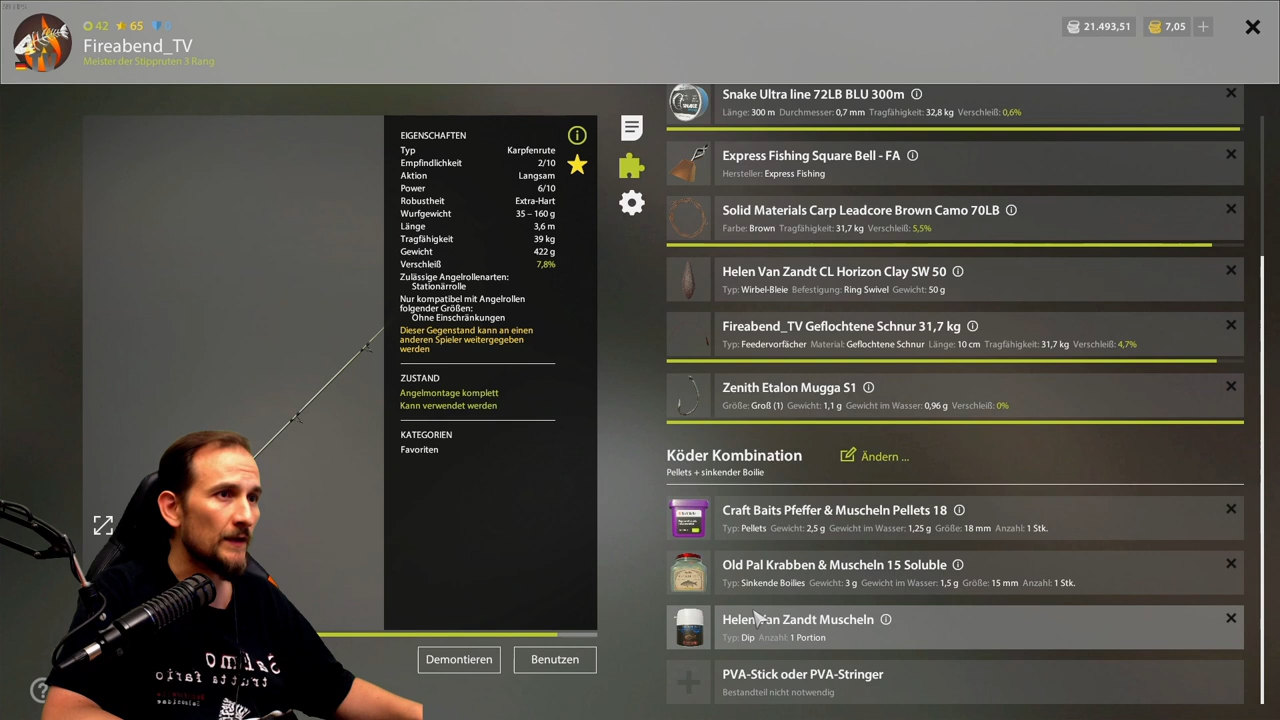 42 65
Fireabend_TV
Meister der Stippruten 3 Rang
21.493,51 7,05
EIGENSCHAFTEN
Typ Karpfenrute
Empfindlichkeit 2/10
Aktion Langsam
Power 6/10
Robustheit Extra-Hart
Wurfgewicht 35 – 160 g
Länge 3,6 m
Tragfähigkeit 39 kg
Gewicht 422 g
Verschleiß 7,8%
Zulässige Angelrollenarten:
Stationärrolle
Nur kompatibel mit Angelrollen
folgender Größen:
Ohne Einschränkungen
Dieser Gegenstand kann an einen
anderen Spieler weitergegeben
werden
ZUSTAND
Angelmontage komplett
Kann verwendet werden
KATEGORIEN
Favoriten
Demontieren Benutzen
Snake Ultra line 72LB BLU 300m
Länge: 300 m Durchmesser: 0,7 mm Tragfähigkeit: 32,8 kg Verschleiß: 0,6%
Express Fishing Square Bell - FA
Hersteller: Express Fishing
Solid Materials Carp Leadcore Brown Camo 70LB
Farbe: Brown Tragfähigkeit: 31,7 kg Verschleiß: 5,5%
Helen Van Zandt CL Horizon Clay SW 50
Typ: Wirbel-Bleie Befestigung: Ring Swivel Gewicht: 50 g
Fireabend_TV Geflochtene Schnur 31,7 kg
Typ: Feedervorfächer Material: Geflochtene Schnur Länge: 10 cm Tragfähigkeit: 31,7 kg Verschleiß: 4,7%
Zenith Etalon Mugga S1
Größe: Groß (1) Gewicht: 1,1 g Gewicht im Wasser: 0,96 g Verschleiß: 0%
Köder Kombination Ändern ...
Pellets + sinkender Boilie
Craft Baits Pfeffer & Muscheln Pellets 18
Typ: Pellets Gewicht: 2,5 g Gewicht im Wasser: 1,25 g Größe: 18 mm Anzahl: 1 Stk.
Old Pal Krabben & Muscheln 15 Soluble
Typ: Sinkende Boilies Gewicht: 3 g Gewicht im Wasser: 1,5 g Größe: 15 mm Anzahl: 1 Stk.
Helen Van Zandt Muscheln
Typ: Dip Anzahl: 1 Portion
PVA-Stick oder PVA-Stringer
Bestandteil nicht notwendig